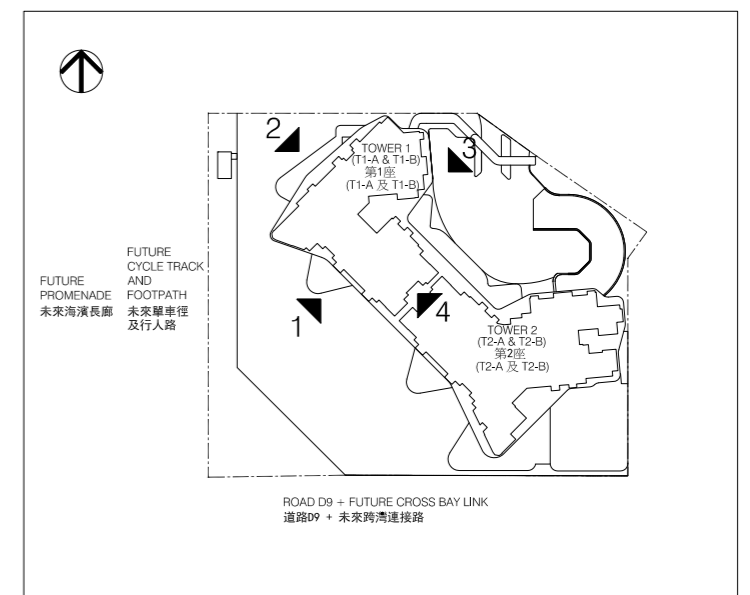 2
3
TOWER 1
(T1-A & T1-B)
第1座
(T1-A 及 T1-B)
FUTURE
PROMENADE
未來海濱長廊
FUTURE
CYCLE TRACK
AND
FOOTPATH
未來單車徑
及行人路
1
4
TOWER 2
(T2-A & T2-B)
第2座
(T2-A 及 T2-B)
ROAD D9 + FUTURE CROSS BAY LINK
道路D9 + 未來跨灣連接路